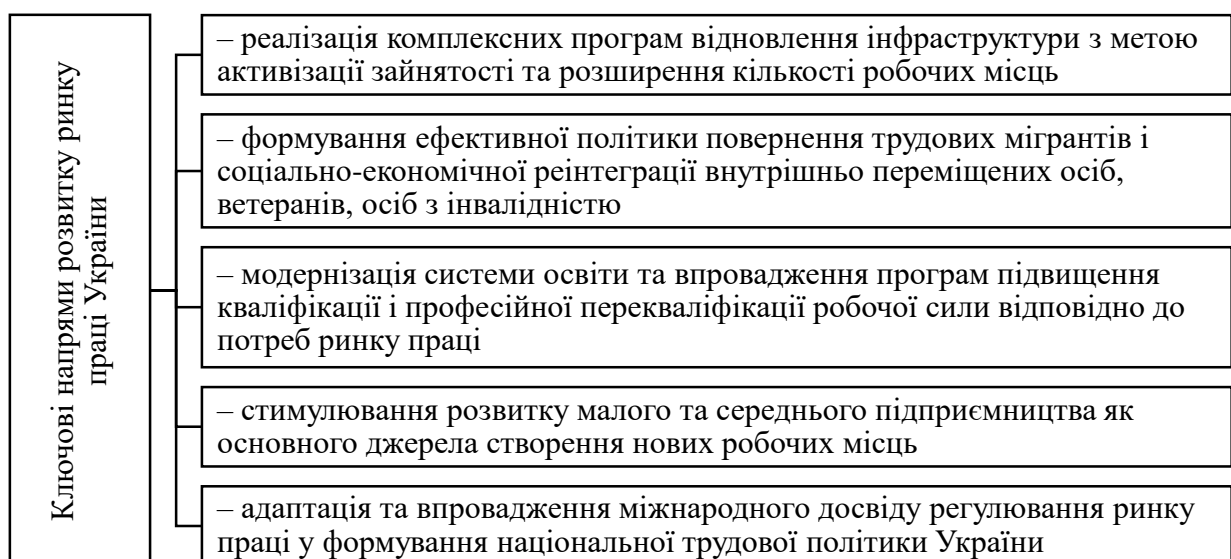 Ключові напрями розвитку ринку
праці України
– реалізація комплексних програм відновлення інфраструктури з метою
активізації зайнятості та розширення кількості робочих місць
– формування ефективної політики повернення трудових мігрантів і
соціально-економічної реінтеграції внутрішньо переміщених осіб,
ветеранів, осіб з інвалідністю
– модернізація системи освіти та впровадження програм підвищення
кваліфікації і професійної перекваліфікації робочої сили відповідно до
потреб ринку праці
– стимулювання розвитку малого та середнього підприємництва як
основного джерела створення нових робочих місць
– адаптація та впровадження міжнародного досвіду регулювання ринку
праці у формування національної трудової політики України